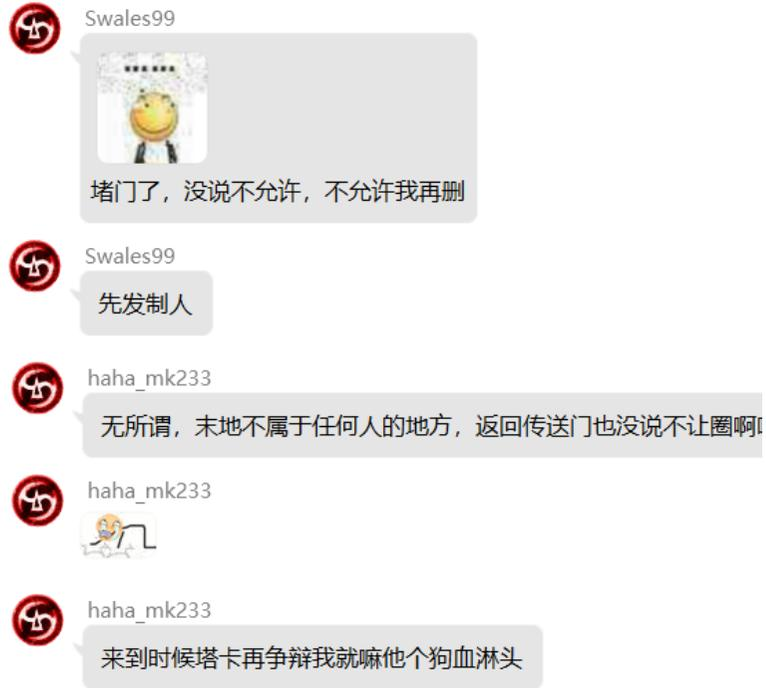 Swales99
堵门了，没说不允许，不允许我再删
Swales99
先发制人
haha_mk233
无所谓，末地不属于任何人的地方，返回传送门也没说不让圈啊
haha_mk233
haha_mk233
来到时候塔卡再争辩我就嘛他个狗血淋头